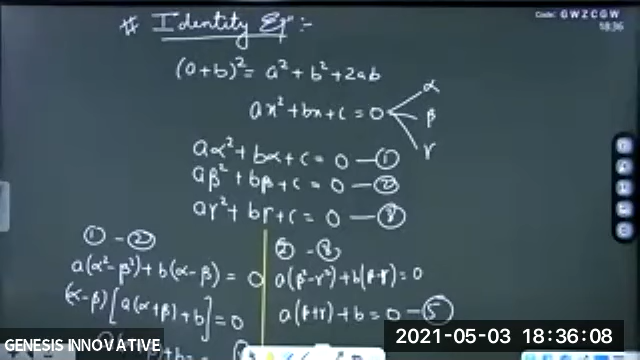 # Identity Eqⁿ :-
Code: GWZCGW
18:36
(a+b)² = a² + b² + 2ab
ax² + bx + c = 0
α
β
γ
aα² + bα + c = 0 — ①
aβ² + bβ + c = 0 — ②
aγ² + bγ + c = 0 — ③
① - ②
a(α²-β²) + b(α-β) = 0
(α-β)[a(α+β)+b] = 0
② - ③
a(β²-γ²) + b(β-γ) = 0
a(β+γ) + b = 0 — ⑤
GENESIS INNOVATIVE
2021-05-03 18:36:08